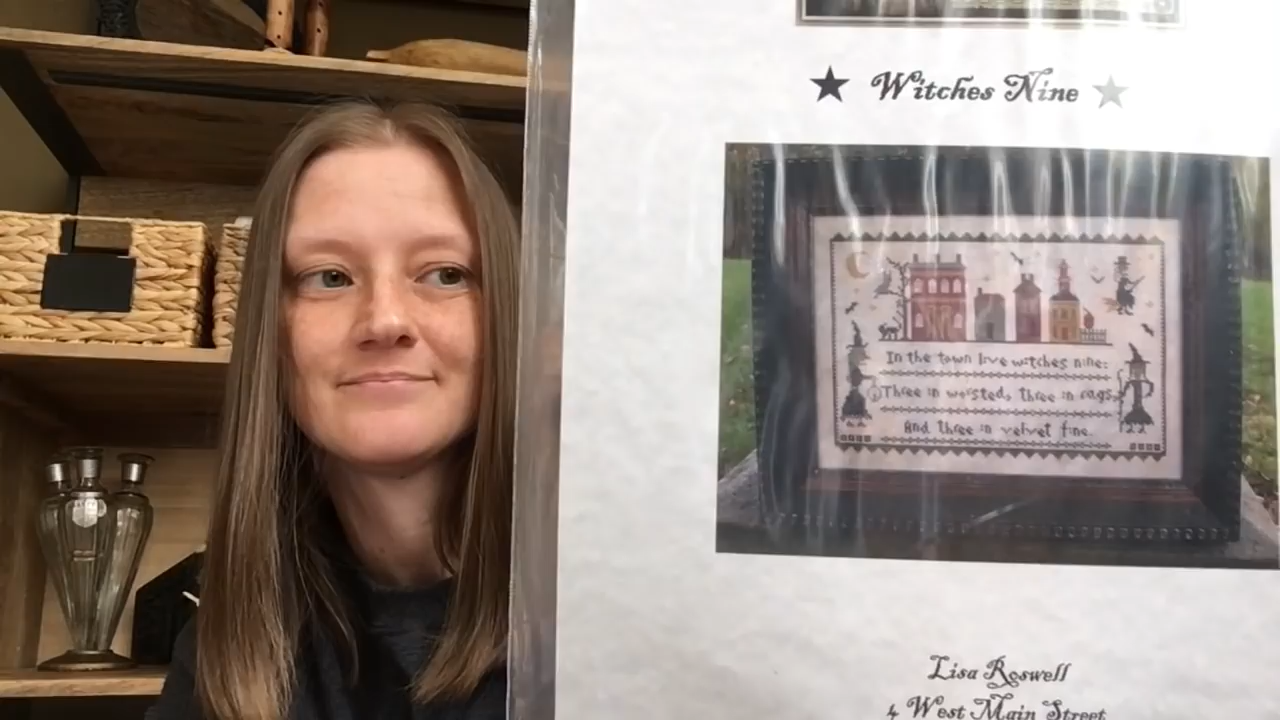 Witches Nine
In the town live witches nine:
Three in worsted, three in rags,
And three in velvet fine.
Lisa Roswell
4 West Main Street